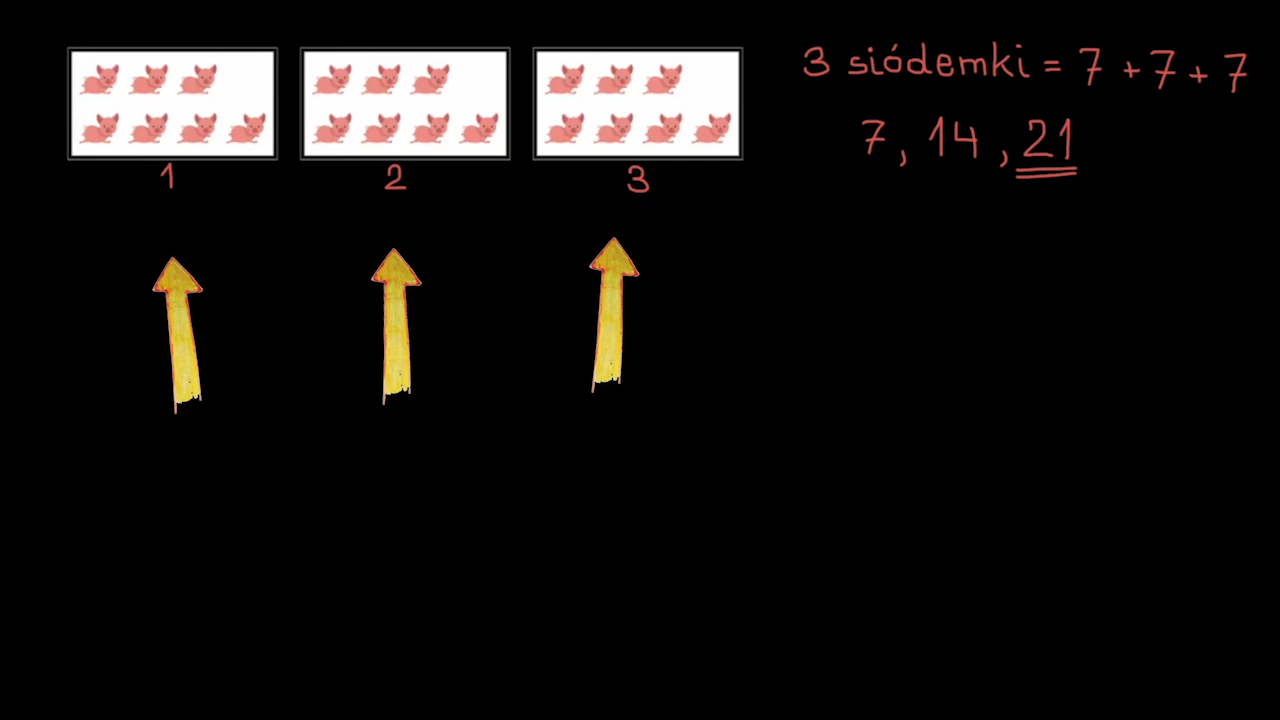 3 siódemki = 7 + 7 + 7
7, 14, 21
1 2 3